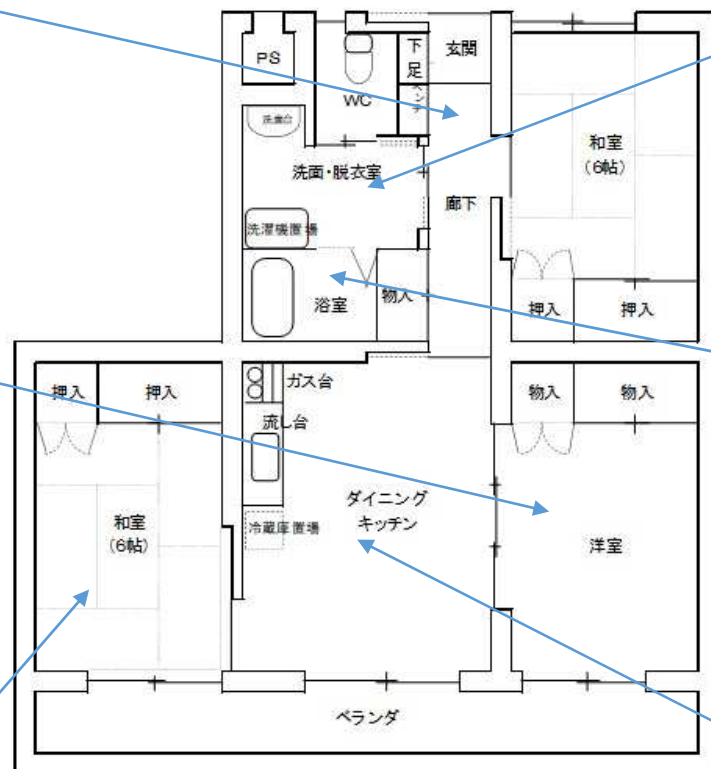 PS
WC
下
足
ベンチ
玄関
洗面台
和室
(6帖)
洗面・脱衣室
廊下
洗濯機置場
浴室
物入
押入
押入
押入
押入
ガス台
流し台
物入
物入
和室
(6帖)
ダイニング
キッチン
冷蔵庫置場
洋室
ベランダ